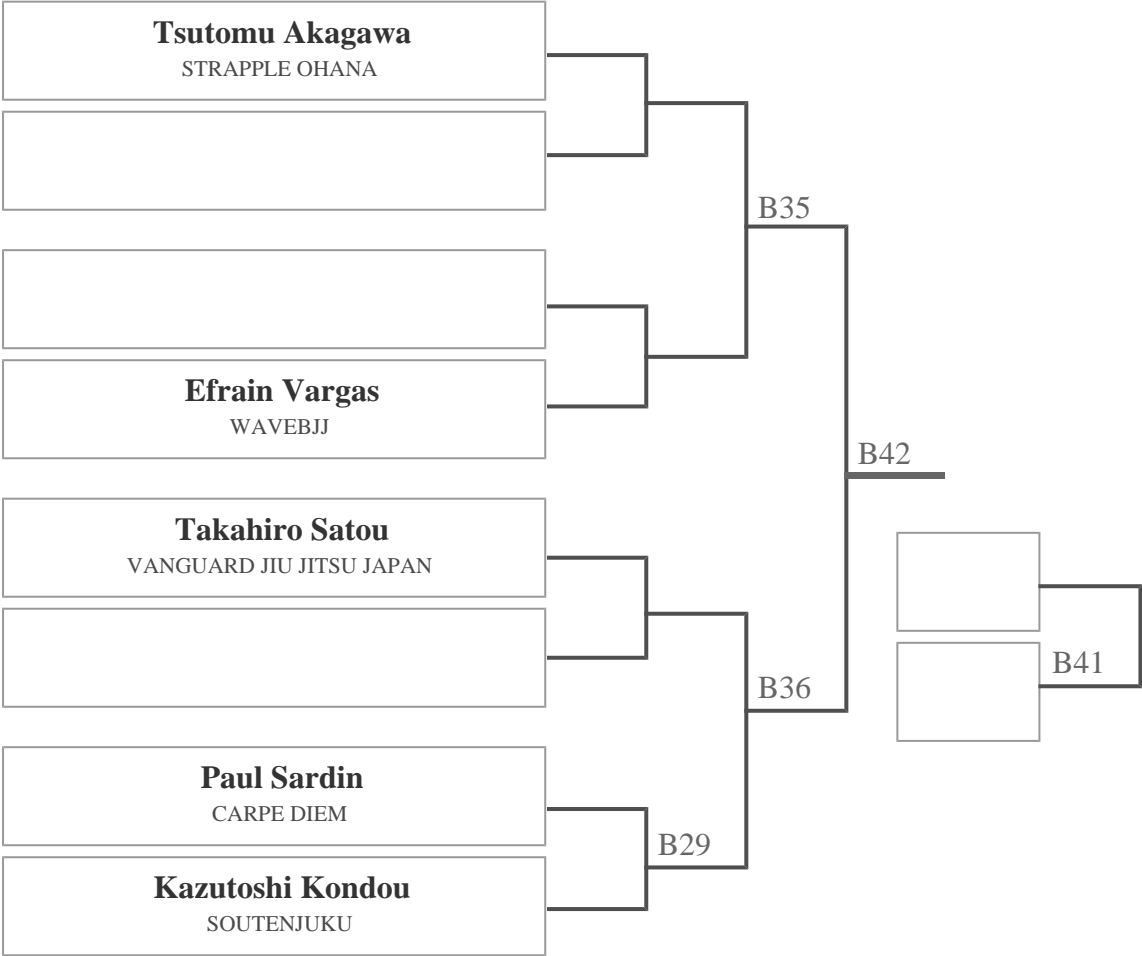 Tsutomu Akagawa
STRAPPLE OHANA
B35
Efrain Vargas
WAVEBJJ
B42
Takahiro Satou
VANGUARD JIU JITSU JAPAN
B41
B36
Paul Sardin
CARPE DIEM
B29
Kazutoshi Kondou
SOUTENJUKU